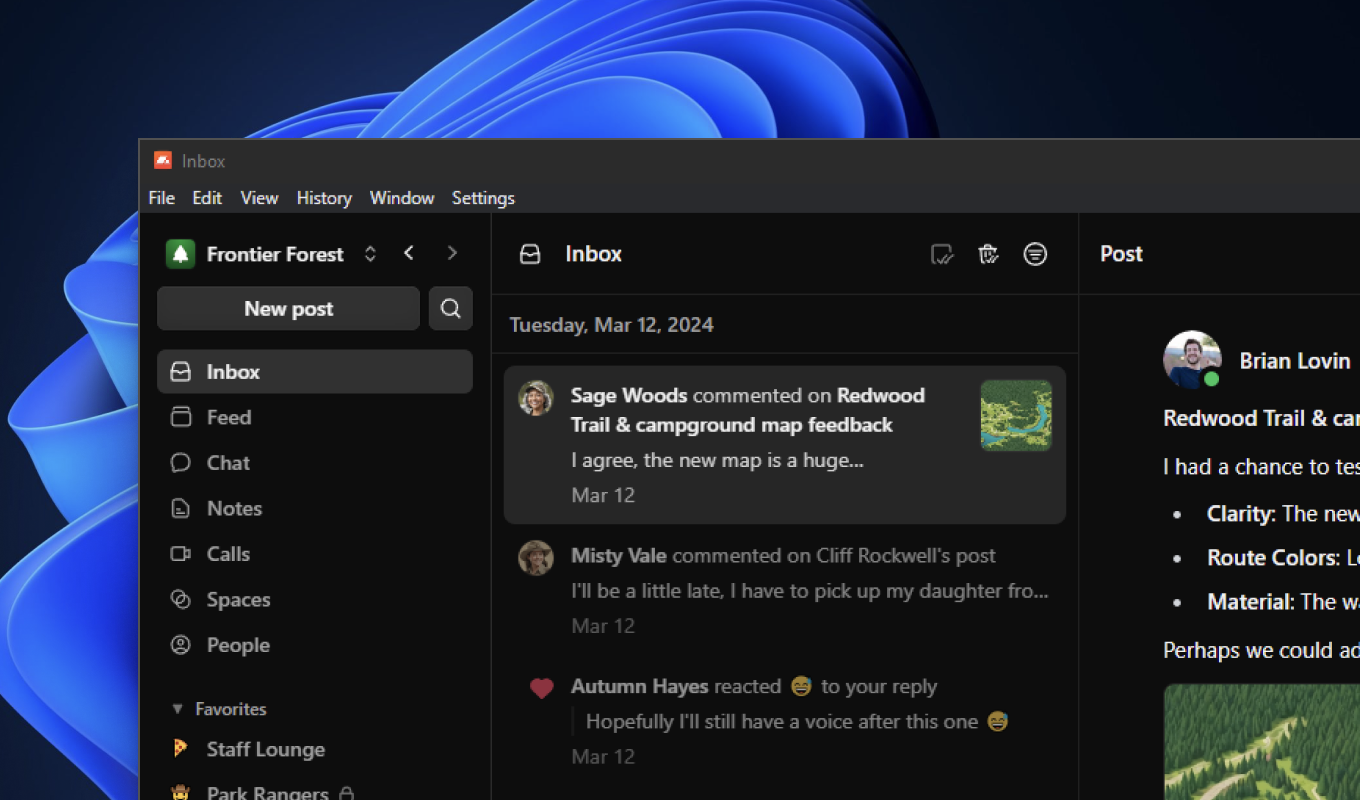 Inbox
File Edit View History Window Settings
Frontier Forest
New post
Inbox
Feed
Chat
Notes
Calls
Spaces
People
Favorites
Staff Lounge
Park Rangers
Inbox
Tuesday, Mar 12, 2024
Sage Woods commented on Redwood
Trail & campground map feedback
I agree, the new map is a huge...
Mar 12
Misty Vale commented on Cliff Rockwell's post
I'll be a little late, I have to pick up my daughter fro...
Mar 12
Autumn Hayes reacted 😅 to your reply
Hopefully I'll still have a voice after this one 😅
Mar 12
Post
Brian Lovin
Redwood Trail &
I had a chance to
Clarity: The new
Route Colors:
Material: The
Perhaps we could